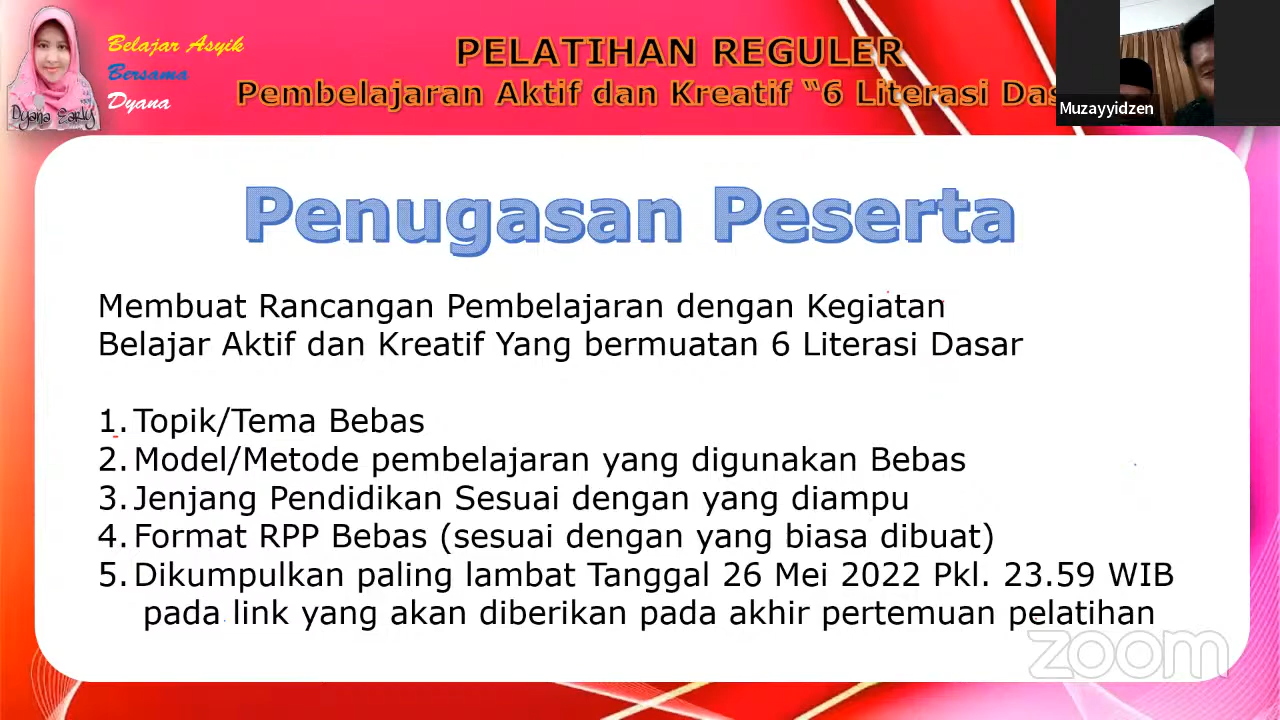 Belajar Asyik
Bersama
Dyana
Dyana Early
PELATIHAN REGULER
Pembelajaran Aktif dan Kreatif “6 Literasi Das
Muzayyidzen
Penugasan Peserta
Membuat Rancangan Pembelajaran dengan Kegiatan
Belajar Aktif dan Kreatif Yang bermuatan 6 Literasi Dasar
1. Topik/Tema Bebas
2. Model/Metode pembelajaran yang digunakan Bebas
3. Jenjang Pendidikan Sesuai dengan yang diampu
4. Format RPP Bebas (sesuai dengan yang biasa dibuat)
5. Dikumpulkan paling lambat Tanggal 26 Mei 2022 Pkl. 23.59 WIB
pada link yang akan diberikan pada akhir pertemuan pelatihan
zoom